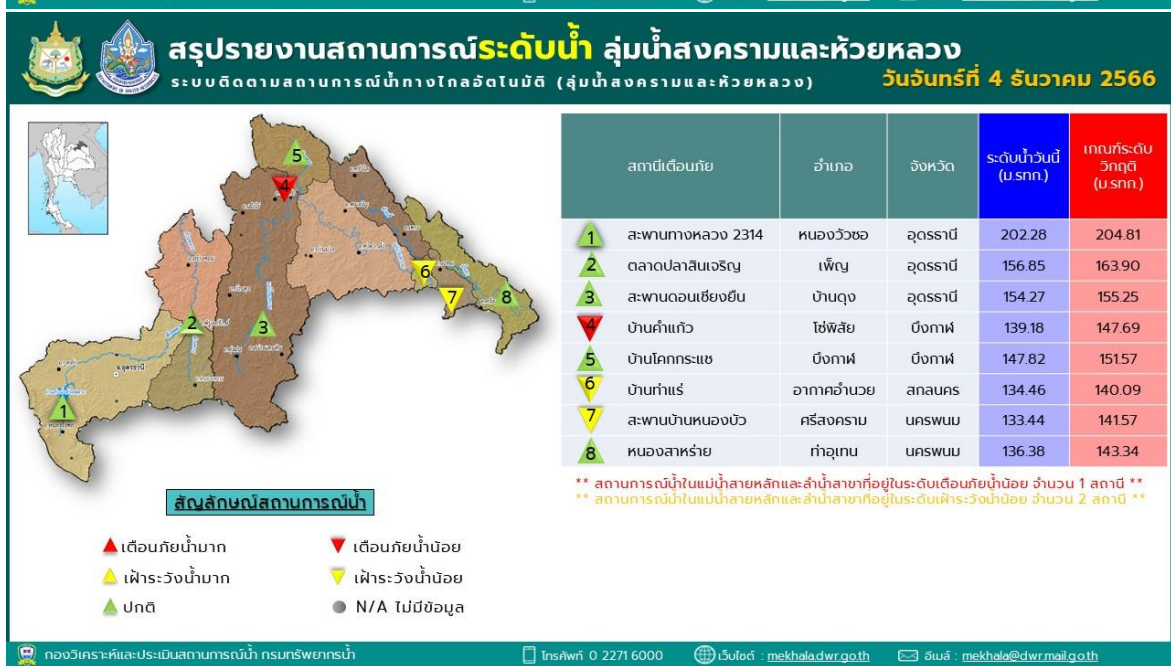 สรุปรายงานสถานการณ์ระดับน้ำ ลุ่มน้ำสงครามและห้วยหลวง
ระบบติดตามสถานการณ์น้ำทางไกลอัตโนมัติ (ลุ่มน้ำสงครามและห้วยหลวง)
วันจันทร์ที่ 4 ธันวาคม 2566
สถานีเตือนภัย อำเภอ จังหวัด ระดับน้ำวันนี้ (ม.รทก.) เกณฑ์ระดับวิกฤติ (ม.รทก.)
1 สะพานทางหลวง 2314 หนองวัวซอ อุดรธานี 202.28 204.81
2 ตลาดปลาสินเจริญ เพ็ญ อุดรธานี 156.85 163.90
3 สะพานดอนเชียงยืน บ้านดุง อุดรธานี 154.27 155.25
4 บ้านคำแก้ว โซ่พิสัย บึงกาฬ 139.18 147.69
5 บ้านโคกกระแซ บึงกาฬ บึงกาฬ 147.82 151.57
6 บ้านท่าแร่ อากาศอำนวย สกลนคร 134.46 140.09
7 สะพานบ้านหนองบัว ศรีสงคราม นครพนม 133.44 141.57
8 หนองสาหร่าย ท่าอุเทน นครพนม 136.38 143.34
** สถานการณ์น้ำในแม่น้ำสายหลักและลำน้ำสาขาที่อยู่ในระดับเตือนภัยน้ำน้อย จำนวน 1 สถานี **
** สถานการณ์น้ำในแม่น้ำสายหลักและลำน้ำสาขาที่อยู่ในระดับเฝ้าระวังน้ำน้อย จำนวน 2 สถานี **
5
4
6
7
8
2
3
จ.อุดรธานี
1
สัญลักษณ์สถานการณ์น้ำ
เตือนภัยน้ำมาก เตือนภัยน้ำน้อย
เฝ้าระวังน้ำมาก เฝ้าระวังน้ำน้อย
ปกติ N/A ไม่มีข้อมูล
กองวิเคราะห์และประเมินสถานการณ์น้ำ กรมทรัพยากรน้ำ โทรศัพท์ 0 2271 6000 เว็บไซต์ : mekhala.dwr.go.th อีเมล์ : mekhala@dwr.mail.go.th